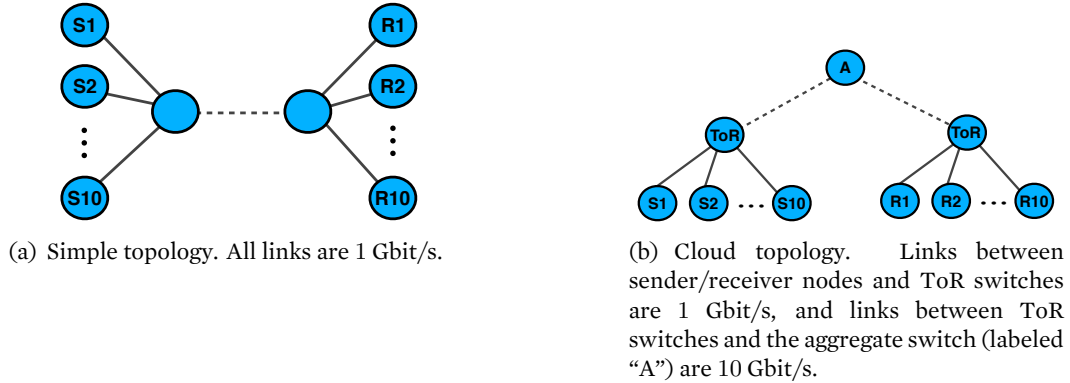 S1
R1
S2
R2
S10
R10
A
ToR
ToR
S1
S2
S10
R1
R2
R10
(a) Simple topology. All links are 1 Gbit/s.
(b) Cloud topology. Links between
sender/receiver nodes and ToR switches
are 1 Gbit/s, and links between ToR
switches and the aggregate switch (labeled
“A”) are 10 Gbit/s.